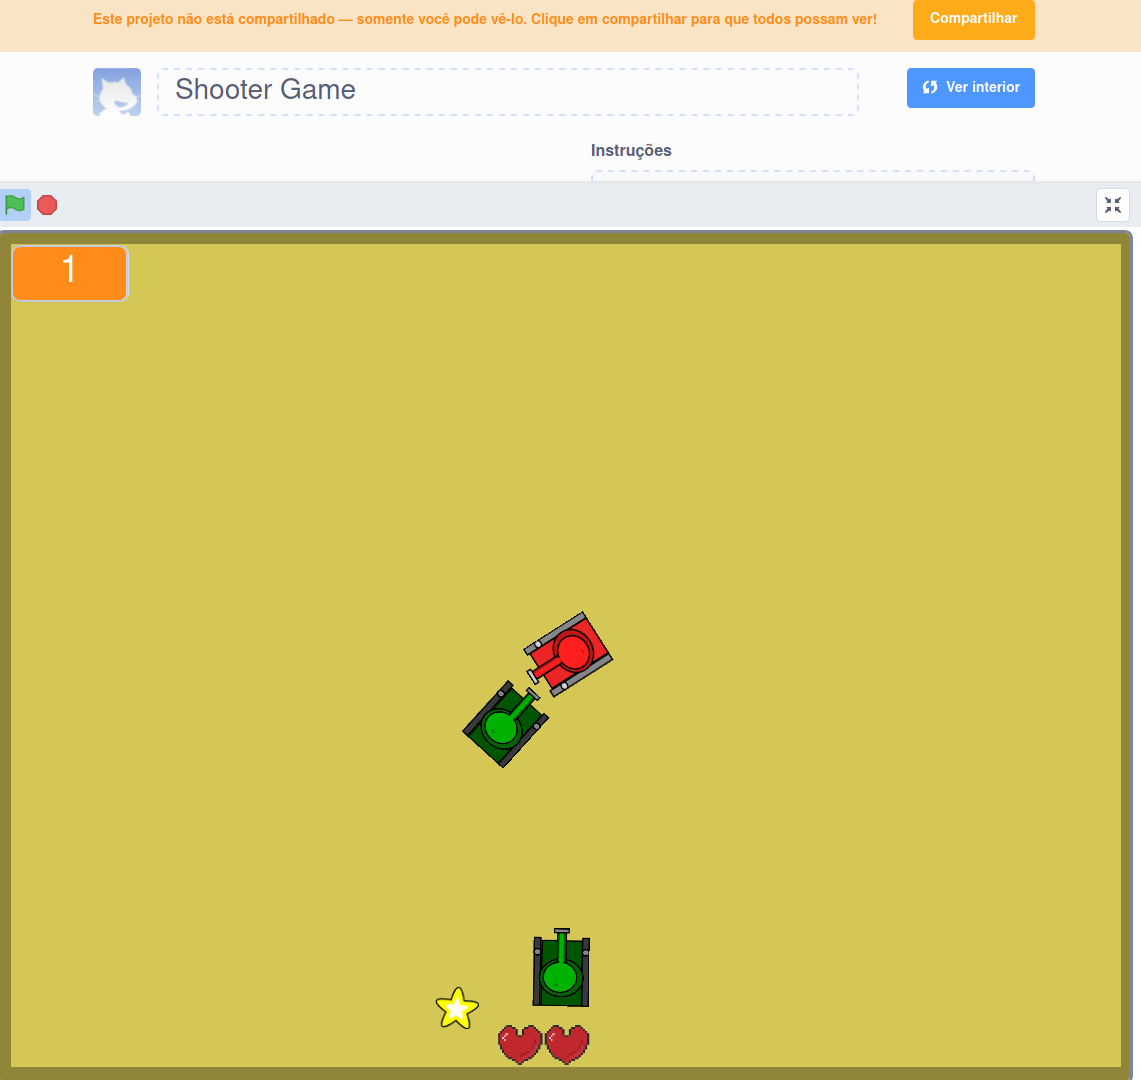 Este projeto não está compartilhado — somente você pode vê-lo. Clique em compartilhar para que todos possam ver!
Compartilhar
Shooter Game
Ver interior
Instruções
1